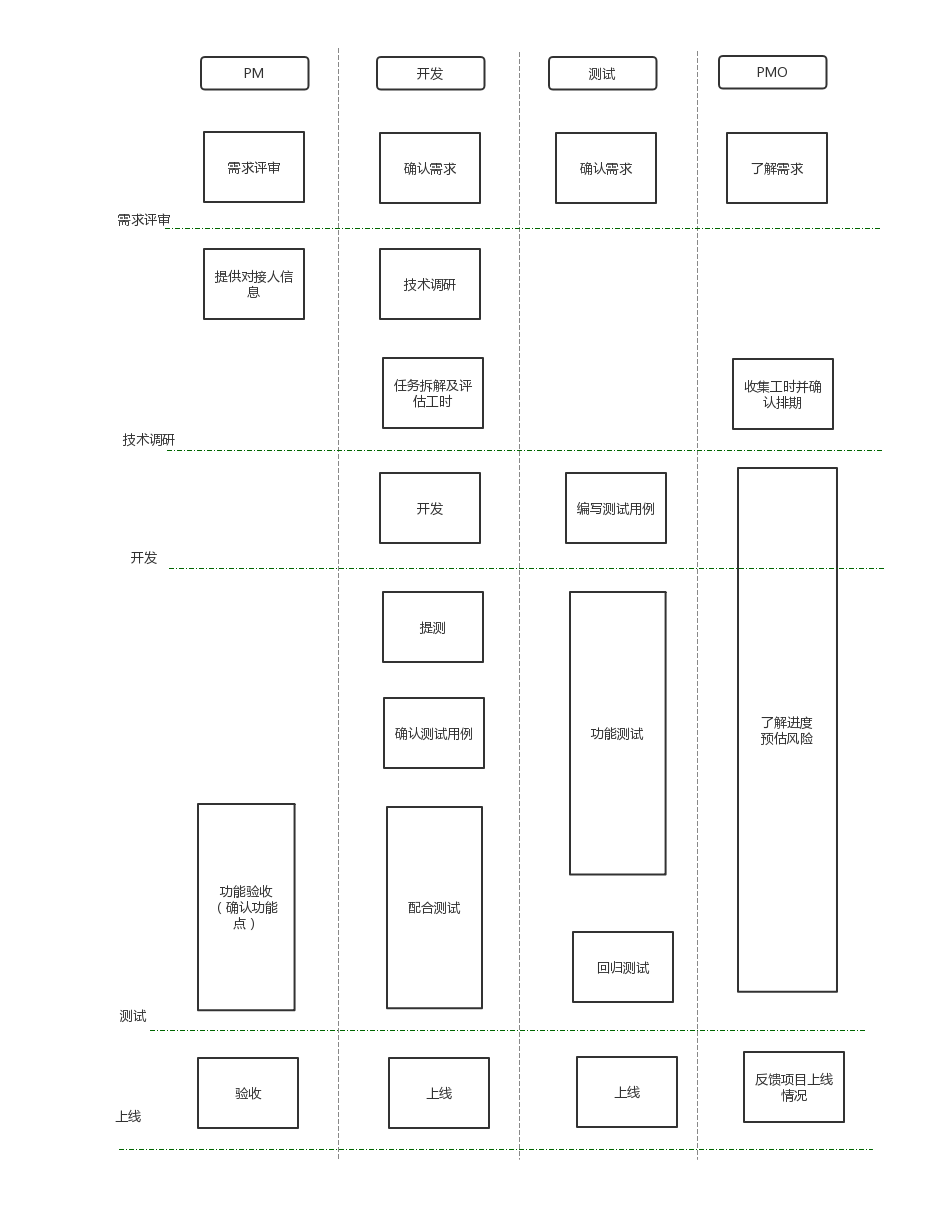 PM
开发
测试
PMO
需求评审
确认需求
确认需求
了解需求
需求评审
提供对接人信
息
技术调研
任务拆解及评
估工时
收集工时并确
认排期
技术调研
开发
编写测试用例
开发
提测
确认测试用例
功能测试
了解进度
预估风险
功能验收
（确认功能
点）
配合测试
回归测试
测试
验收
上线
上线
反馈项目上线
情况
上线